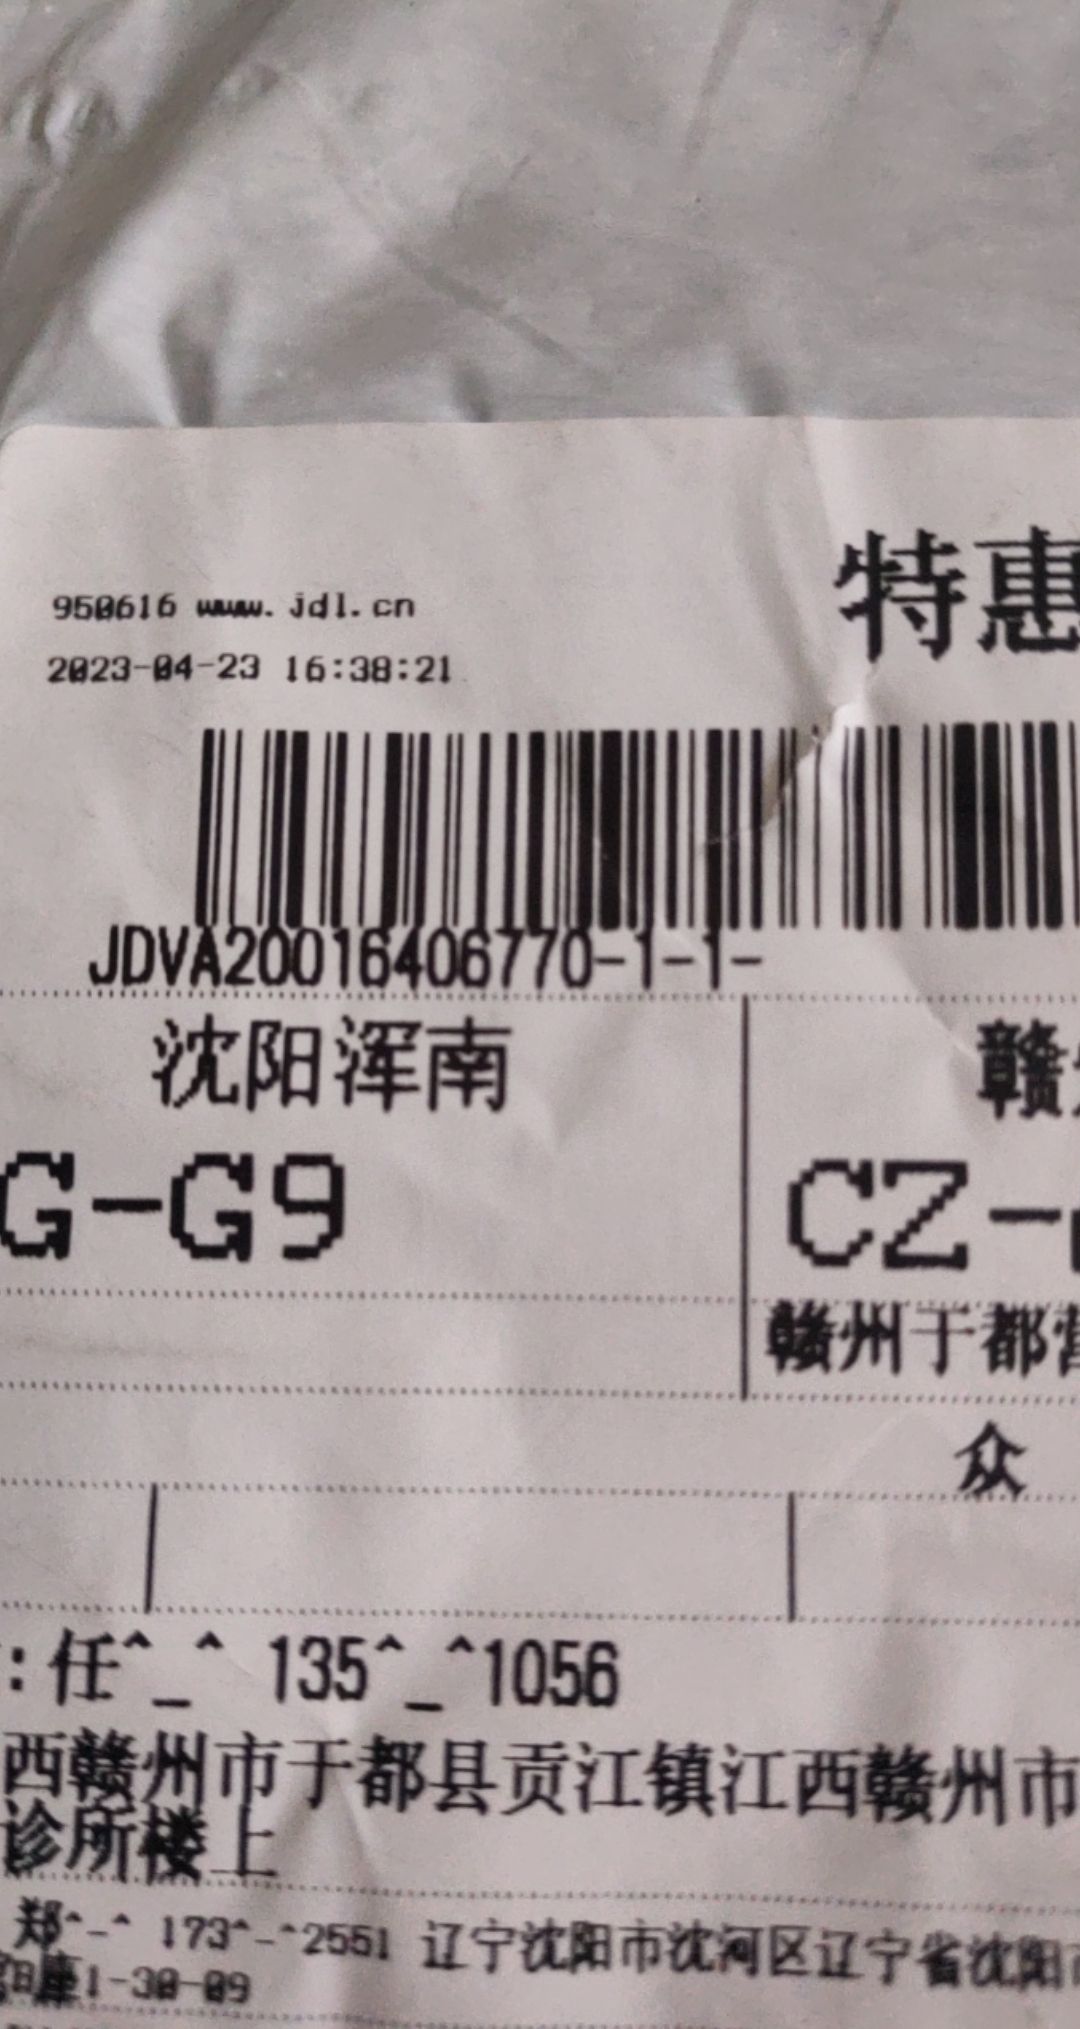 特惠
950616 www.jdl.cn
2023-04-23 16:38:21
JDVA20016406770-1-1-
沈阳浑南
赣
G-G9
CZ-
赣州于都营
众
:任^_^ 135^_^1056
西赣州市于都县贡江镇江西赣州市
诊所楼上
郑^-^ 173^-^2551 辽宁沈阳市沈河区辽宁省沈阳
座1-30-09